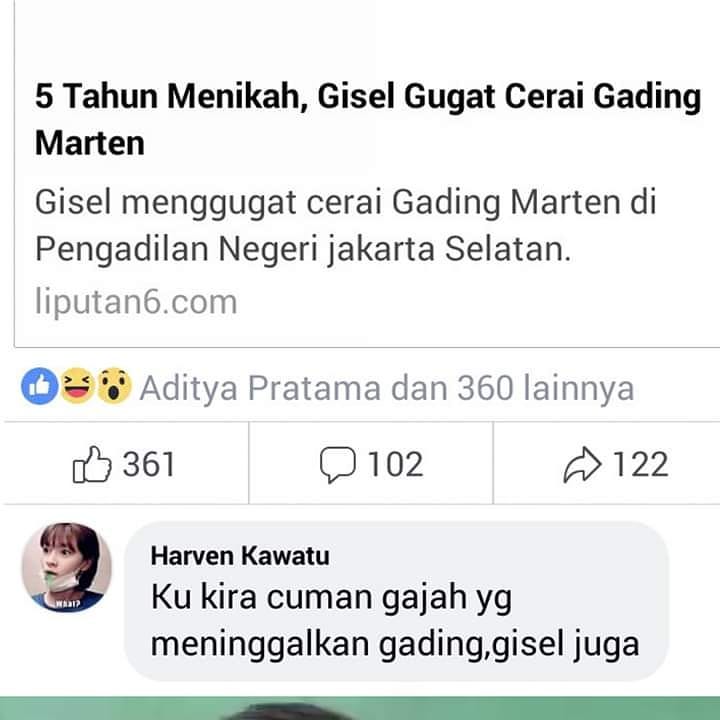 5 Tahun Menikah, Gisel Gugat Cerai Gading
Marten
Gisel menggugat cerai Gading Marten di
Pengadilan Negeri jakarta Selatan.
liputan6.com
Aditya Pratama dan 360 lainnya
361
102
122
WHAT?
Harven Kawatu
Ku kira cuman gajah yg
meninggalkan gading,gisel juga